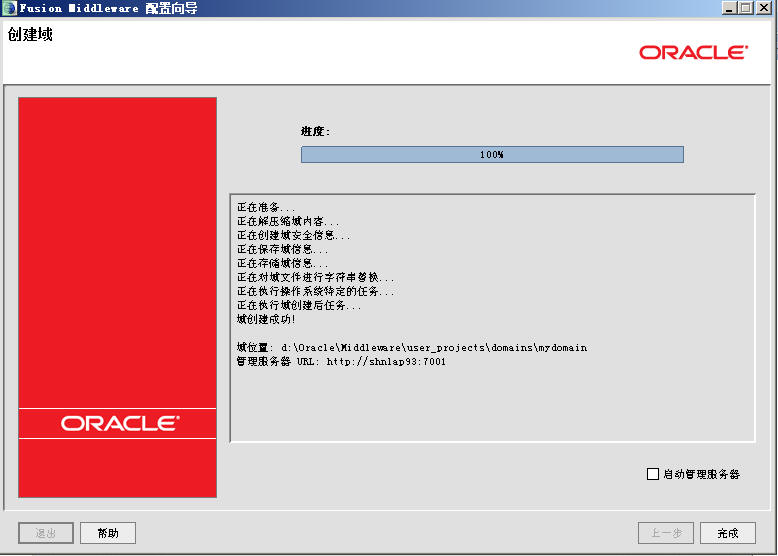 Fusion Middleware 配置向导
创建域
ORACLE®
进度:
100%
正在准备...
正在解压缩域内容...
正在创建域安全信息...
正在保存域信息...
正在存储域信息...
正在对域文件进行字符串替换...
正在执行操作系统特定的任务...
正在执行域创建后任务...
域创建成功!
域位置: d:\Oracle\Middleware\user_projects\domains\mydomain
管理服务器 URL: http://shnlap93:7001
ORACLE®
启动管理服务器
退出
帮助
上一步
完成